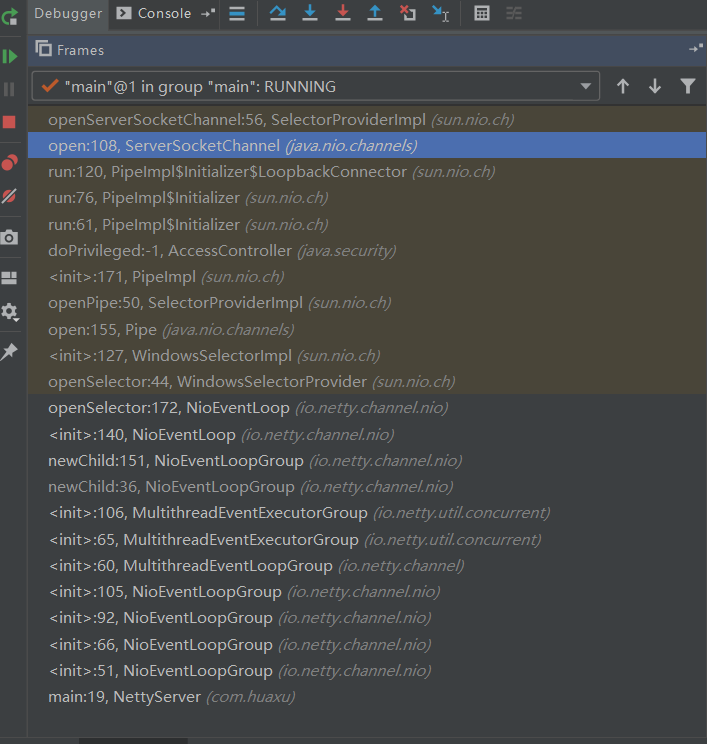 Debugger Console
Frames
"main"@1 in group "main": RUNNING
openServerSocketChannel:56, SelectorProviderImpl (sun.nio.ch)
open:108, ServerSocketChannel (java.nio.channels)
run:120, PipeImpl$Initializer$LoopbackConnector (sun.nio.ch)
run:76, PipeImpl$Initializer (sun.nio.ch)
run:61, PipeImpl$Initializer (sun.nio.ch)
doPrivileged:-1, AccessController (java.security)
<init>:171, PipeImpl (sun.nio.ch)
openPipe:50, SelectorProviderImpl (sun.nio.ch)
open:155, Pipe (java.nio.channels)
<init>:127, WindowsSelectorImpl (sun.nio.ch)
openSelector:44, WindowsSelectorProvider (sun.nio.ch)
openSelector:172, NioEventLoop (io.netty.channel.nio)
<init>:140, NioEventLoop (io.netty.channel.nio)
newChild:151, NioEventLoopGroup (io.netty.channel.nio)
newChild:36, NioEventLoopGroup (io.netty.channel.nio)
<init>:106, MultithreadEventExecutorGroup (io.netty.util.concurrent)
<init>:65, MultithreadEventExecutorGroup (io.netty.util.concurrent)
<init>:60, MultithreadEventLoopGroup (io.netty.channel)
<init>:105, NioEventLoopGroup (io.netty.channel.nio)
<init>:92, NioEventLoopGroup (io.netty.channel.nio)
<init>:66, NioEventLoopGroup (io.netty.channel.nio)
<init>:51, NioEventLoopGroup (io.netty.channel.nio)
main:19, NettyServer (com.huaxu)